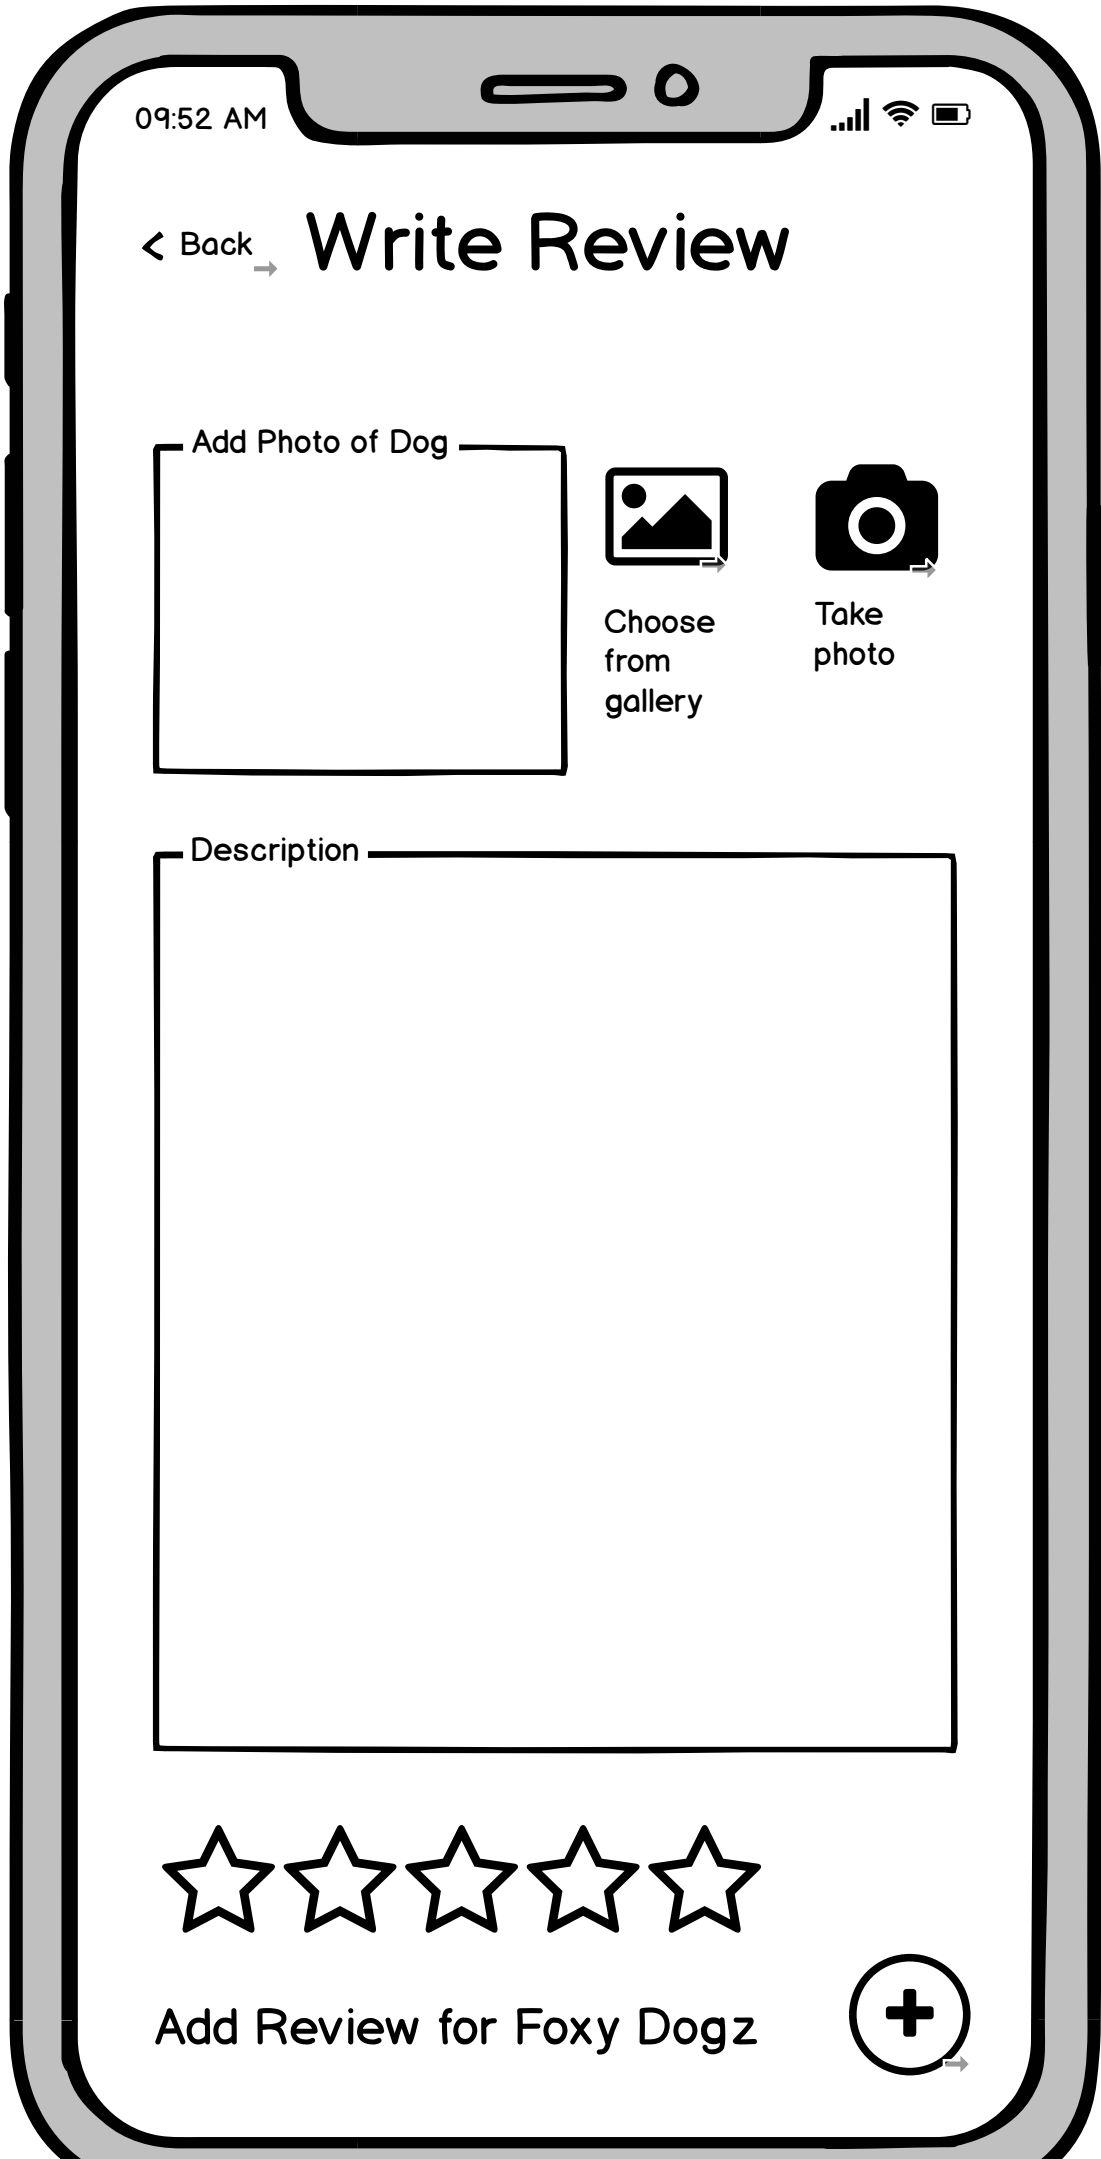 09:52 AM
Back
Write Review
Add Photo of Dog
Choose
from
gallery
Take
photo
Description
Add Review for Foxy Dogz